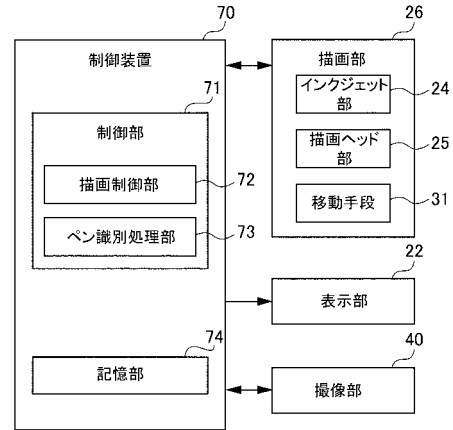 70
制御装置
71
制御部
描画制御部
72
ペン識別処理部
73
74
記憶部
26
描画部
インクジェット
部
24
描画ヘッド
部
25
移動手段
31
22
表示部
40
撮像部